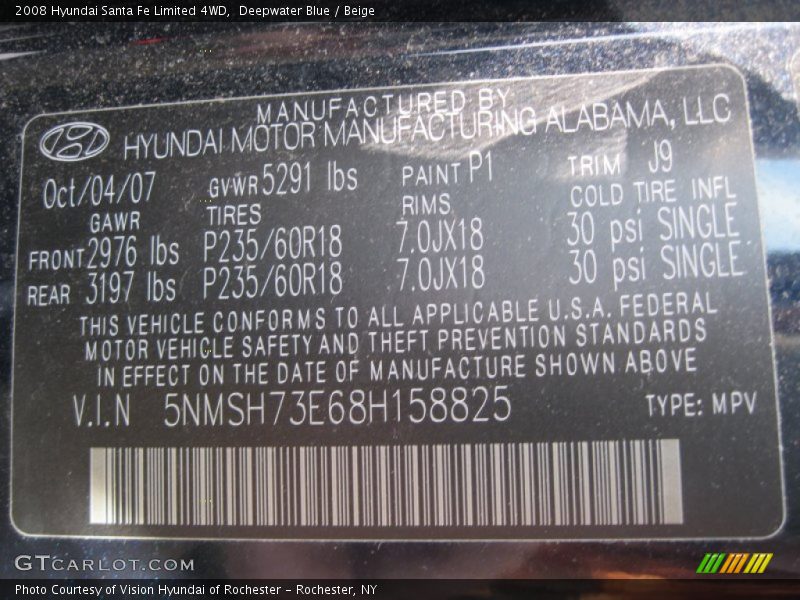 2008 Hyundai Santa Fe Limited 4WD,  Deepwater Blue / Beige
MANUFACTURED BY
HYUNDAI MOTOR MANUFACTURING ALABAMA, LLC
Oct/04/07 GVWR 5291 lbs PAINT P1 TRIM J9
GAWR TIRES RIMS COLD TIRE INFL
FRONT 2976 lbs P235/60R18 7.0JX18 30 psi SINGLE
REAR 3197 lbs P235/60R18 7.0JX18 30 psi SINGLE
THIS VEHICLE CONFORMS TO ALL APPLICABLE U.S.A. FEDERAL
MOTOR VEHICLE SAFETY AND THEFT PREVENTION STANDARDS
IN EFFECT ON THE DATE OF MANUFACTURE SHOWN ABOVE
V.I.N 5NMSH73E68H158825 TYPE: MPV
GTCARLOT.COM
Photo Courtesy of Vision Hyundai of Rochester – Rochester, NY